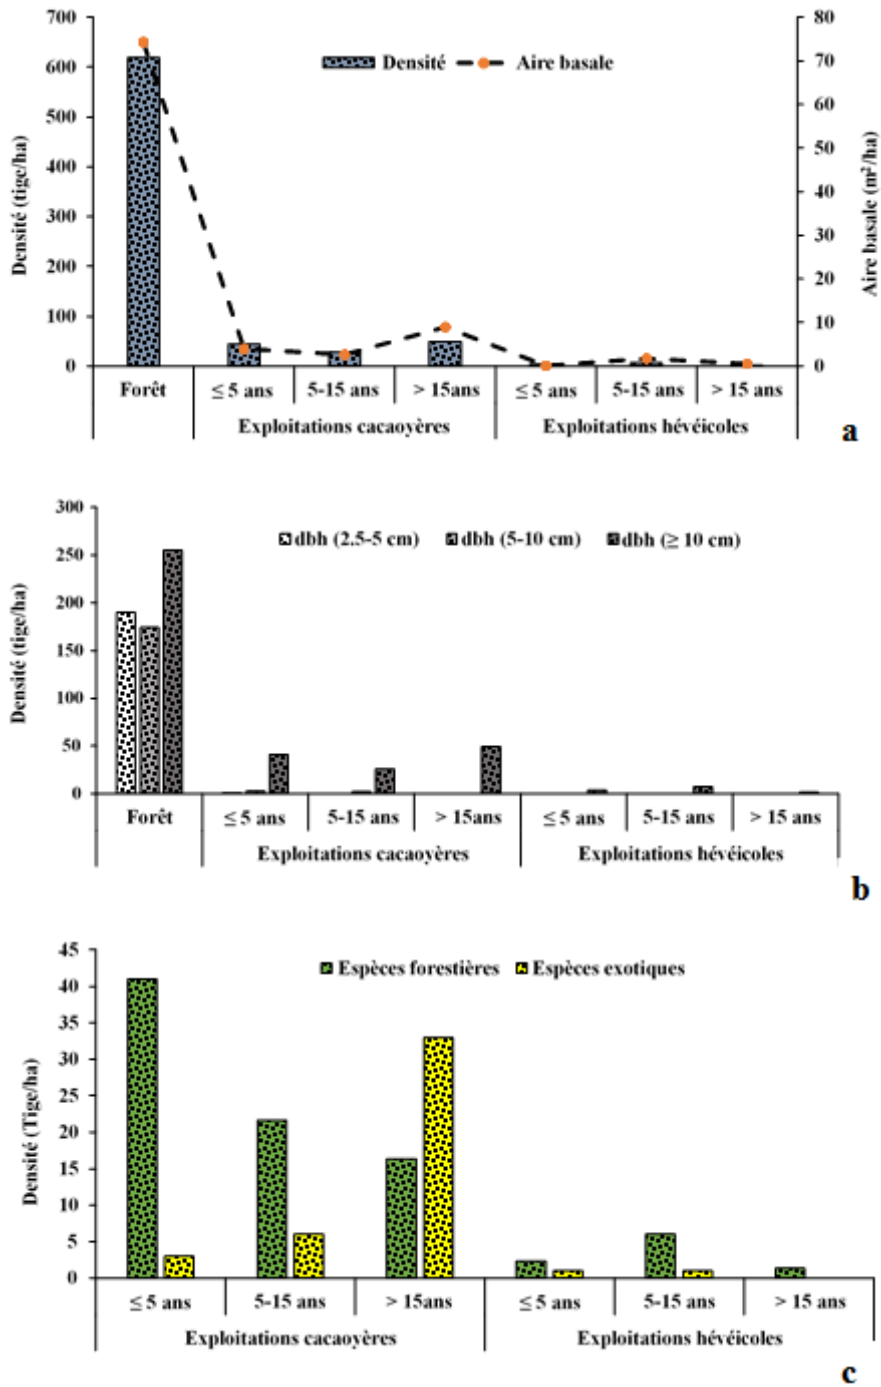 700
600
500
400
300
200
100
0
Densité (tige/ha)
Densité
Aire basale
80
70
60
50
40
30
20
10
0
Aire basale (m²/ha)
Forêt
≤ 5 ans
5-15 ans
> 15ans
≤ 5 ans
5-15 ans
> 15 ans
Exploitations cacaoyères
Exploitations hévéicoles
a
300
250
200
150
100
50
0
Densité (tige/ha)
dbh (2.5-5 cm)
dbh (5-10 cm)
dbh (≥ 10 cm)
Forêt
≤ 5 ans
5-15 ans
> 15ans
≤ 5 ans
5-15 ans
> 15 ans
Exploitations cacaoyères
Exploitations hévéicoles
b
45
40
35
30
25
20
15
10
5
0
Densité (Tige/ha)
Espèces forestières
Espèces exotiques
≤ 5 ans
5-15 ans
> 15ans
≤ 5 ans
5-15 ans
> 15 ans
Exploitations cacaoyères
Exploitations hévéicoles
c